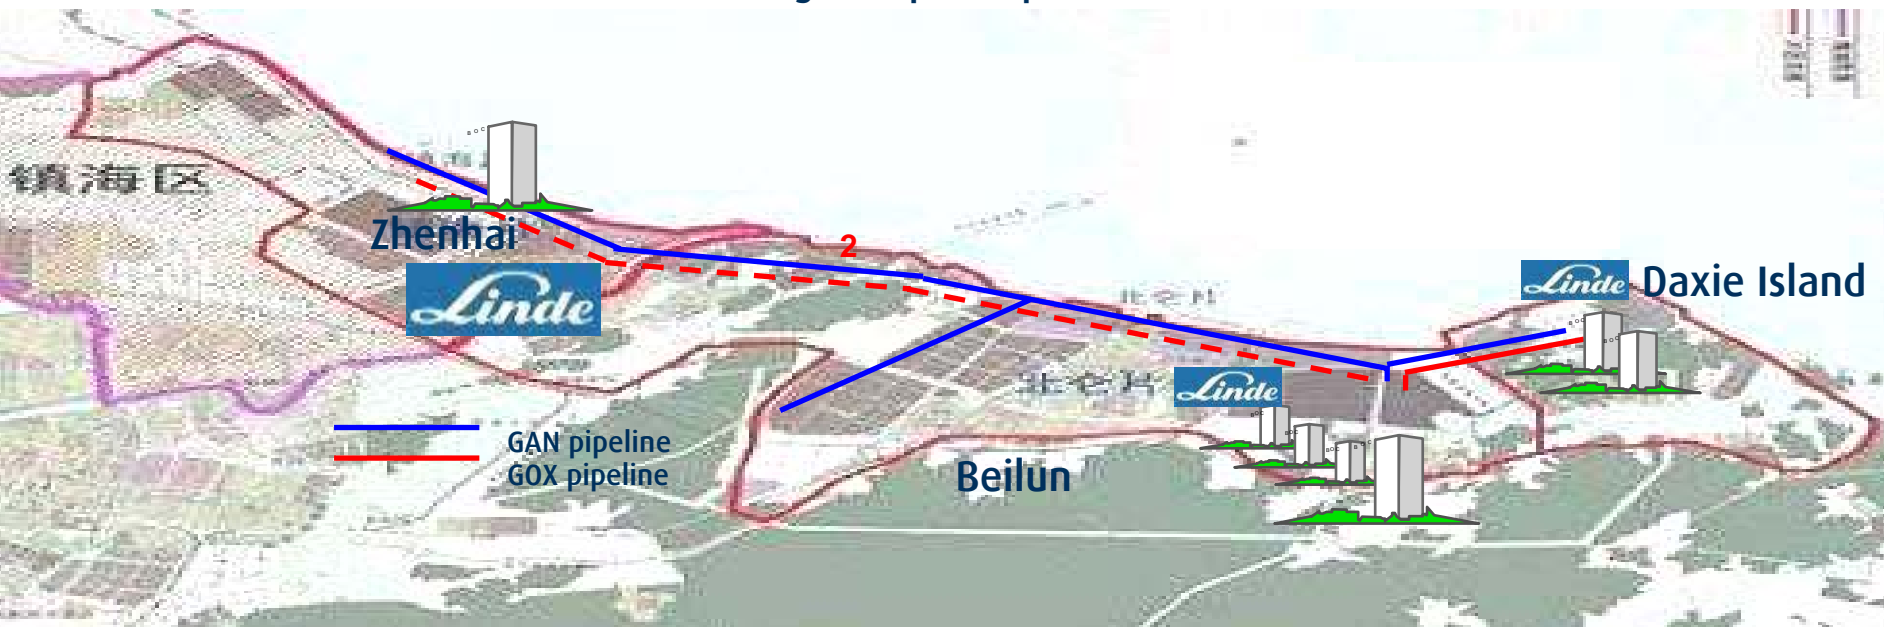 镇海区
Zhenhai
Linde
2
Linde
Daxie Island
Linde
GAN pipeline
GOX pipeline
Beilun